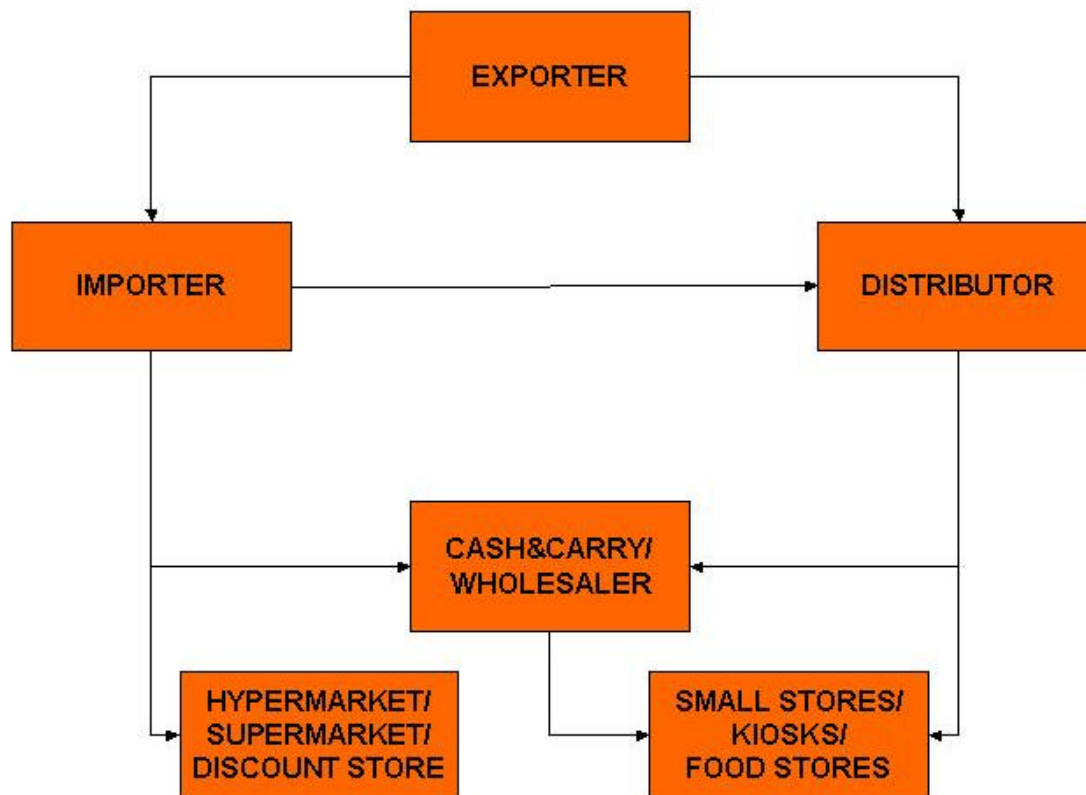 EXPORTER
IMPORTER
DISTRIBUTOR
CASH&CARRY/
WHOLESALER
HYPERMARKET/
SUPERMARKET/
DISCOUNT STORE
SMALL STORES/
KIOSKS/
FOOD STORES